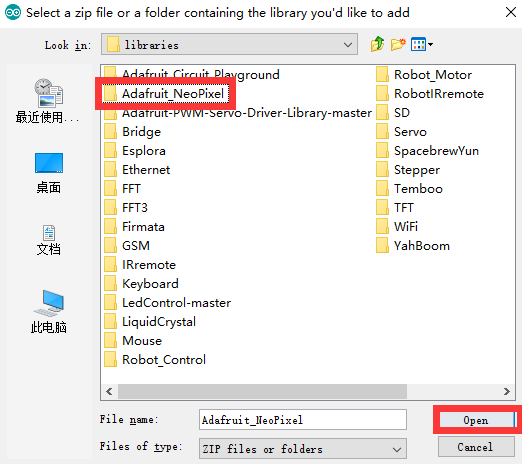 Select a zip file or a folder containing the library you'd like to add
Look in:
libraries
最近使用...
桌面
文档
此电脑
Adafruit_Circuit_Playground
Adafruit_NeoPixel
Adafruit-PWM-Servo-Driver-Library-master
Bridge
Esplora
Ethernet
FFT
FFT3
Firmata
GSM
IRremote
Keyboard
LedControl-master
LiquidCrystal
Mouse
Robot_Control
Robot_Motor
RobotIRremote
SD
Servo
SpacebrewYun
Stepper
Temboo
TFT
WiFi
YahBoom
File name:
Adafruit_NeoPixel
Open
Files of type:
ZIP files or folders
Cancel